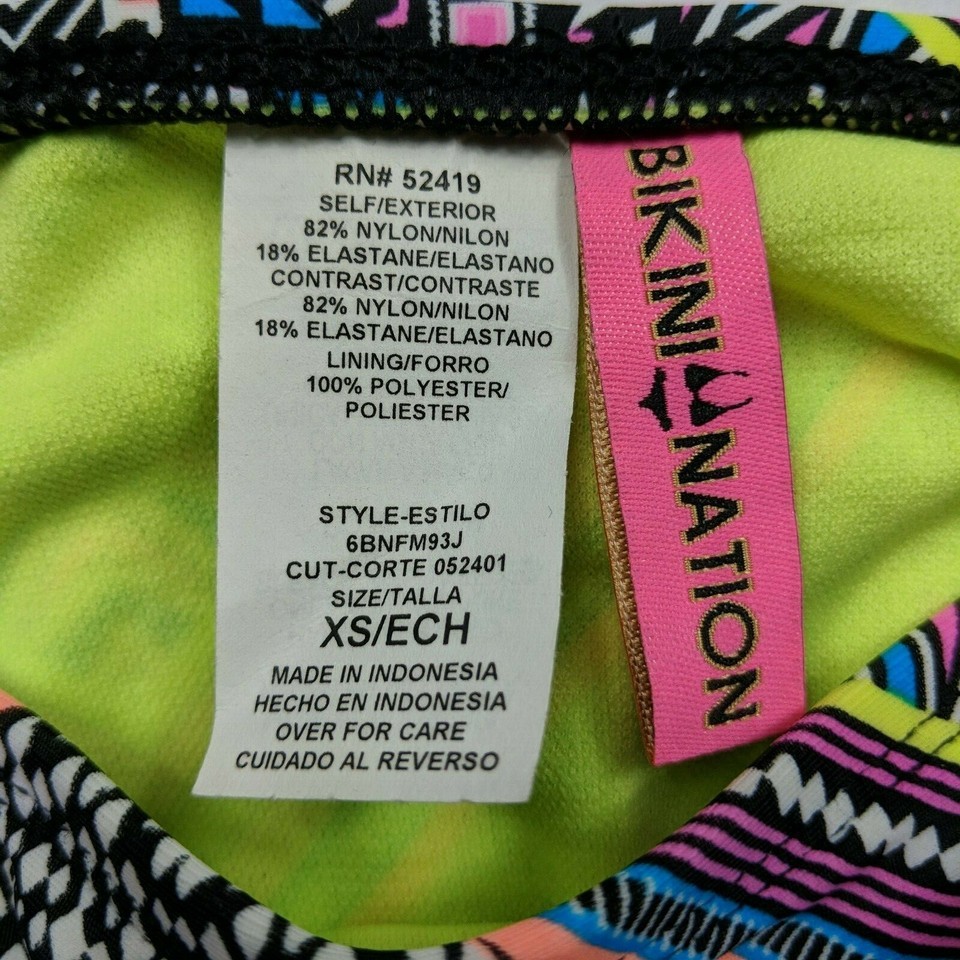 RN# 52419
SELF/EXTERIOR
82% NYLON/NILON
18% ELASTANE/ELASTANO
CONTRAST/CONTRASTE
82% NYLON/NILON
18% ELASTANE/ELASTANO
LINING/FORRO
100% POLYESTER/
POLIESTER
STYLE-ESTILO
6BNFM93J
CUT-CORTE 052401
SIZE/TALLA
XS/ECH
MADE IN INDONESIA
HECHO EN INDONESIA
OVER FOR CARE
CUIDADO AL REVERSO
BIKINI NATION